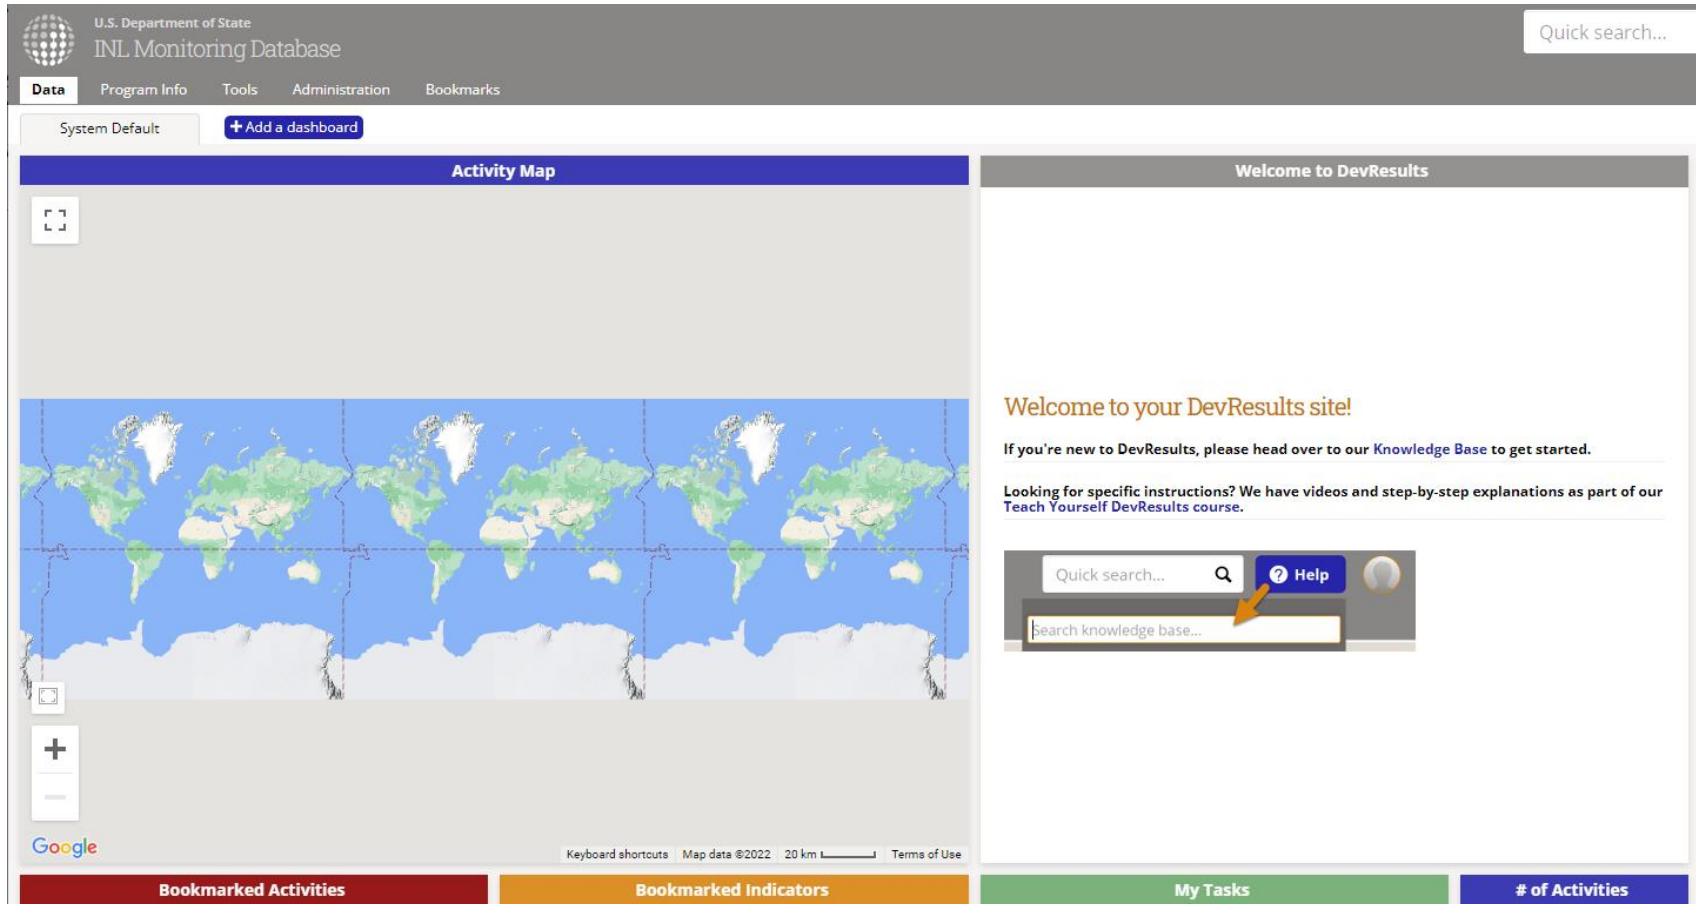 U.S. Department of State
INL Monitoring Database
Quick search...
Data Program Info Tools Administration Bookmarks
System Default + Add a dashboard
Activity Map
Welcome to DevResults
Welcome to your DevResults site!
If you're new to DevResults, please head over to our Knowledge Base to get started.
Looking for specific instructions? We have videos and step-by-step explanations as part of our
Teach Yourself DevResults course.
Quick search... ? Help
Search knowledge base...
Google
Keyboard shortcuts Map data ©2022 20 km Terms of Use
Bookmarked Activities
Bookmarked Indicators
My Tasks
# of Activities